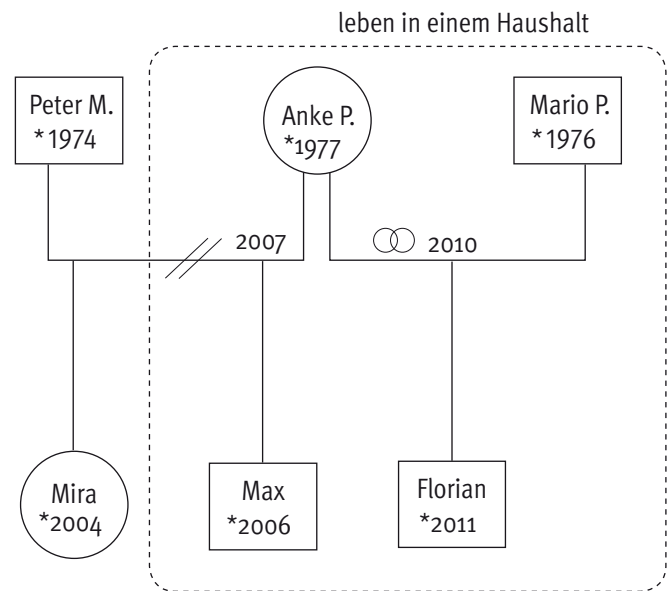 leben in einem Haushalt
Peter M.
*1974
Anke P.
*1977
Mario P.
*1976
2007
2010
Mira
*2004
Max
*2006
Florian
*2011